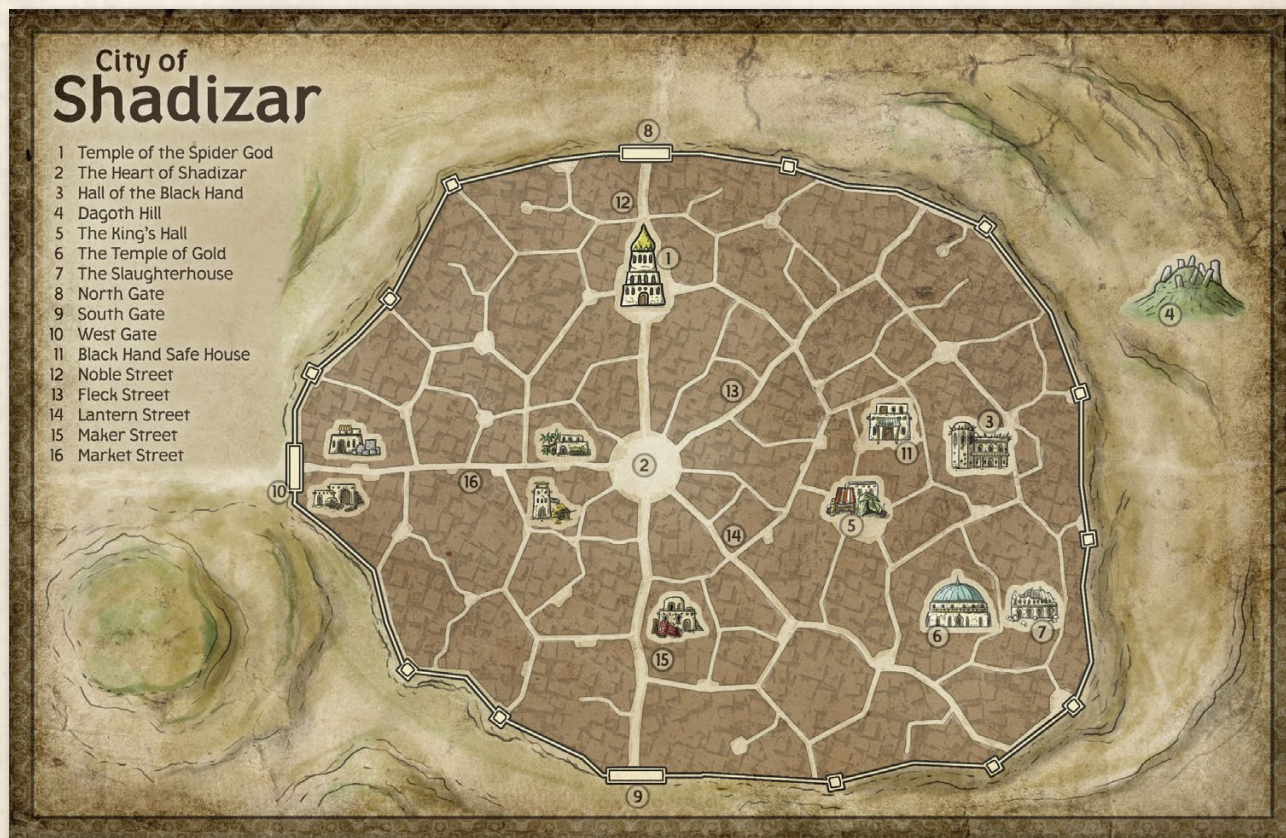 City of
Shadizar
1 Temple of the Spider God
2 The Heart of Shadizar
3 Hall of the Black Hand
4 Dagoth Hill
5 The King's Hall
6 The Temple of Gold
7 The Slaughterhouse
8 North Gate
9 South Gate
10 West Gate
11 Black Hand Safe House
12 Noble Street
13 Fleck Street
14 Lantern Street
15 Maker Street
16 Market Street
8
12
1
4
13
3
11
2
16
10
5
14
6
7
15
9